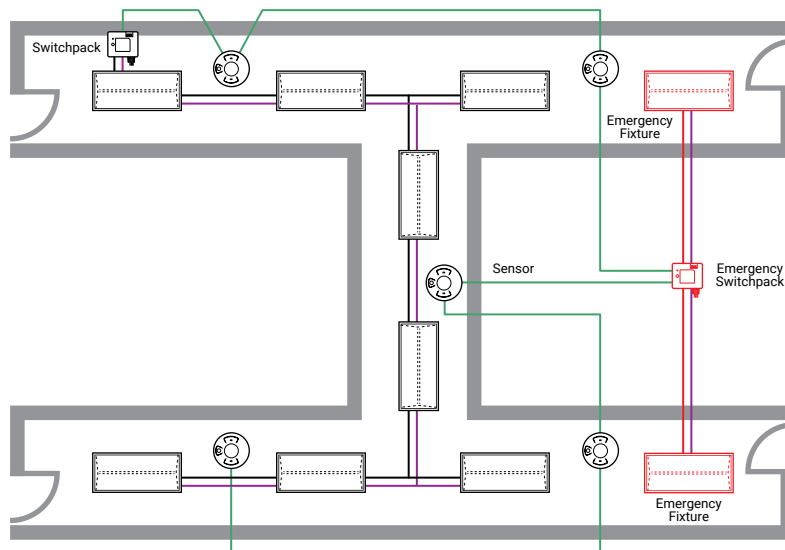 Switchpack
Emergency
Fixture
Sensor
Emergency
Switchpack
Emergency
Fixture